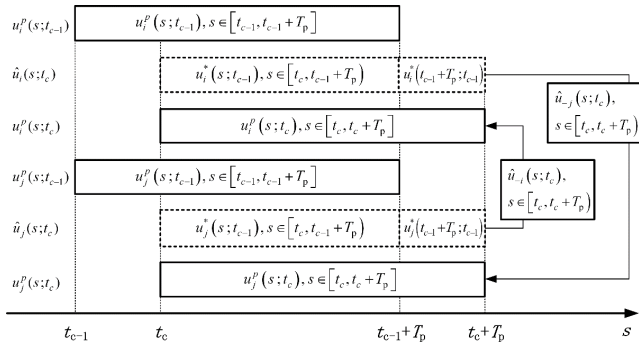 u_i^p(s;t_{c-1}) u_i^p(s;t_{c-1}), s∈[t_{c-1}, t_{c-1}+T_p]
û_i(s;t_c) u_i^*(s;t_{c-1}), s∈[t_c, t_{c-1}+T_p) u_i^*(t_{c-1}+T_p;t_{c-1})
û_{-j}(s;t_c),
s∈[t_c, t_c+T_p)
u_i^p(s;t_c) u_i^p(s;t_c), s∈[t_c, t_c+T_p]
u_j^p(s;t_{c-1}) u_j^p(s;t_{c-1}), s∈[t_{c-1}, t_{c-1}+T_p]
û_{-i}(s;t_c),
s∈[t_c, t_c+T_p)
û_j(s;t_c) u_j^*(s;t_{c-1}), s∈[t_c, t_{c-1}+T_p) u_j^*(t_{c-1}+T_p;t_{c-1})
u_j^p(s;t_c) u_j^p(s;t_c), s∈[t_c, t_c+T_p]
t_{c-1} t_c t_{c-1}+T_p t_c+T_p s